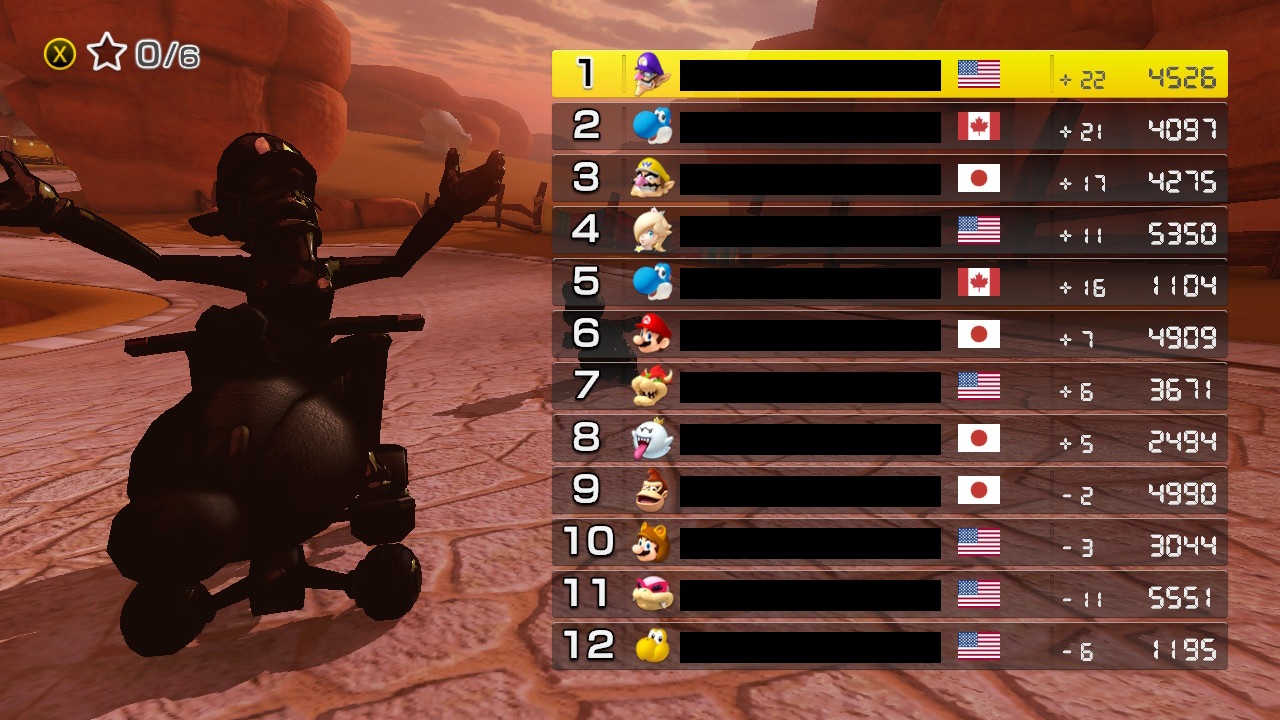 X 0/6
1 + 22 4526
2 + 21 4097
3 + 17 4275
4 + 11 5350
5 + 16 1104
6 + 7 4909
7 + 6 3671
8 + 5 2494
9 - 2 4990
10 - 3 3044
11 - 11 5551
12 - 6 1195